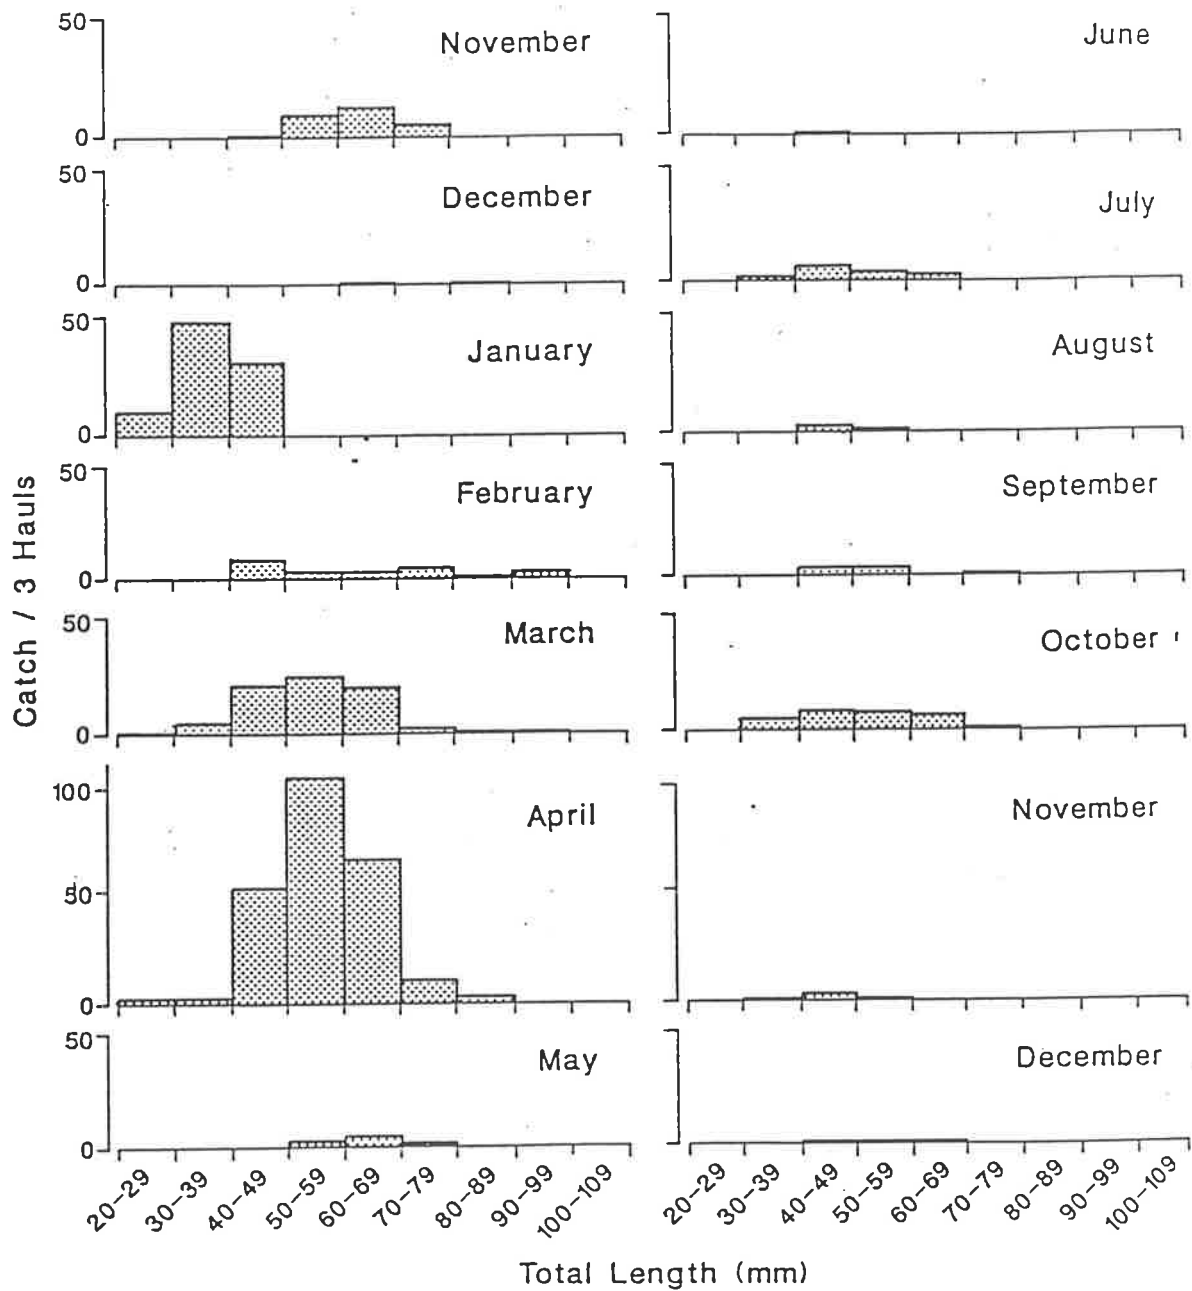 Catch / 3 Hauls
50
0
November
50
0
December
50
0
January
50
0
February
50
0
March
100
50
0
April
50
0
May
20-29
30-39
40-49
50-59
60-69
70-79
80-89
90-99
100-109
June
July
August
September
October
November
December
20-29
30-39
40-49
50-59
60-69
70-79
80-89
90-99
100-109
Total Length (mm)